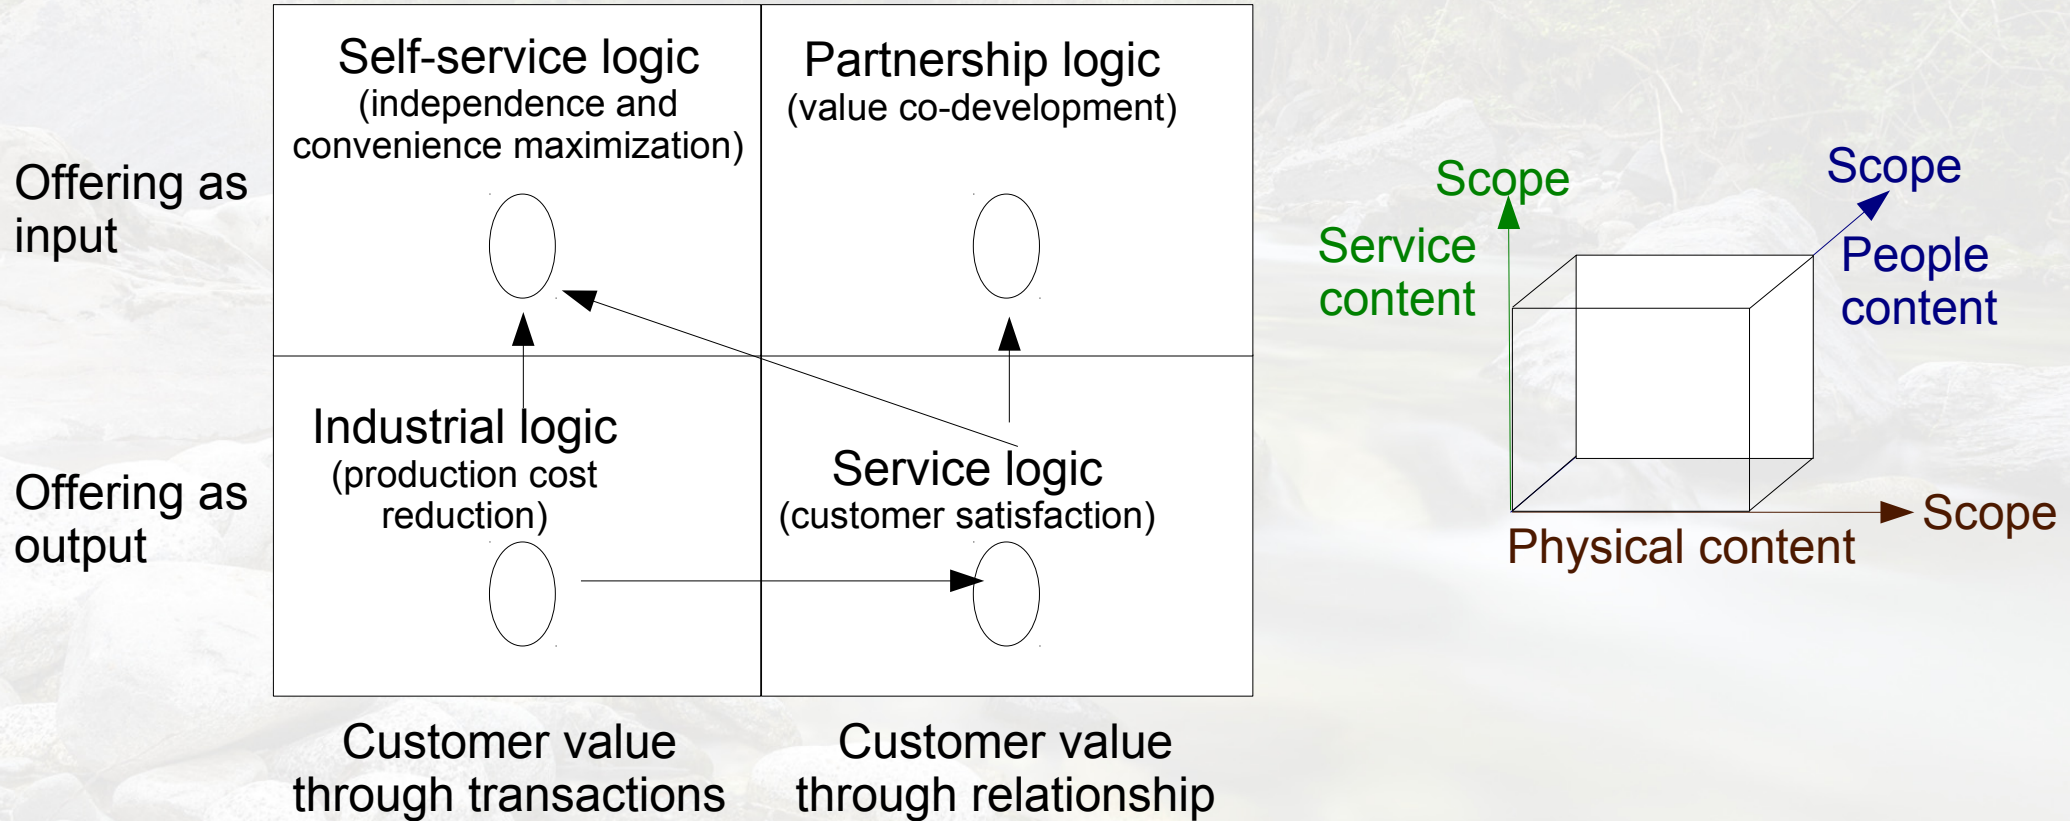 Self-service logic
(independence and
convenience maximization)
Partnership logic
(value co-development)
Offering as
input
Industrial logic
(production cost
reduction)
Service logic
(customer satisfaction)
Offering as
output
Customer value
through transactions
Customer value
through relationship
Scope
Service
content
Scope
People
content
Scope
Physical content